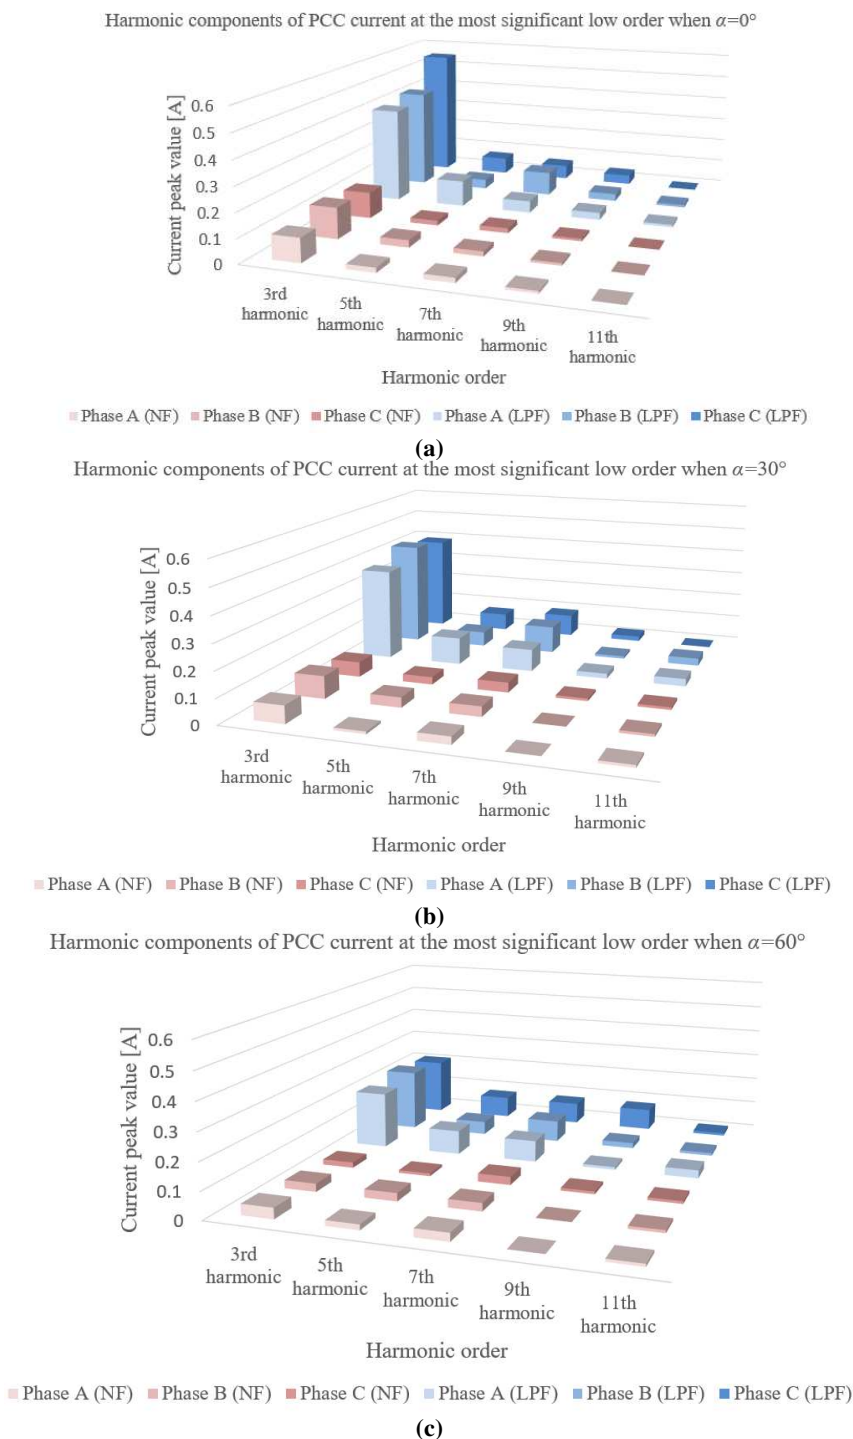 Harmonic components of PCC current at the most significant low order when α=0°
Current peak value [A]
0.6
0.5
0.4
0.3
0.2
0.1
0
3rd
harmonic
5th
harmonic
7th
harmonic
9th
harmonic
11th
harmonic
Harmonic order
Phase A (NF) Phase B (NF) Phase C (NF) Phase A (LPF) Phase B (LPF) Phase C (LPF)
(a)
Harmonic components of PCC current at the most significant low order when α=30°
Current peak value [A]
0.6
0.5
0.4
0.3
0.2
0.1
0
3rd
harmonic
5th
harmonic
7th
harmonic
9th
harmonic
11th
harmonic
Harmonic order
Phase A (NF) Phase B (NF) Phase C (NF) Phase A (LPF) Phase B (LPF) Phase C (LPF)
(b)
Harmonic components of PCC current at the most significant low order when α=60°
Current peak value [A]
0.6
0.5
0.4
0.3
0.2
0.1
0
3rd
harmonic
5th
harmonic
7th
harmonic
9th
harmonic
11th
harmonic
Harmonic order
Phase A (NF) Phase B (NF) Phase C (NF) Phase A (LPF) Phase B (LPF) Phase C (LPF)
(c)